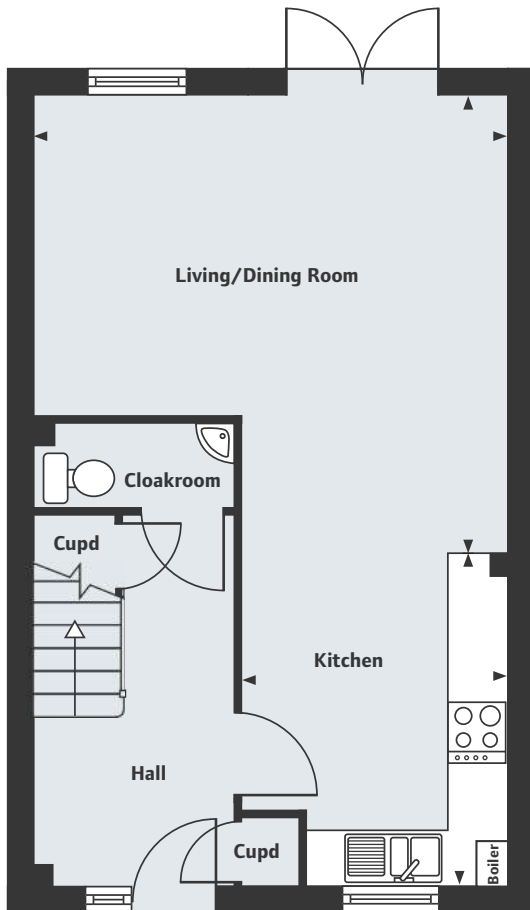 Living/Dining Room
Cloakroom
Cupd
Kitchen
Hall
Cupd
Boiler